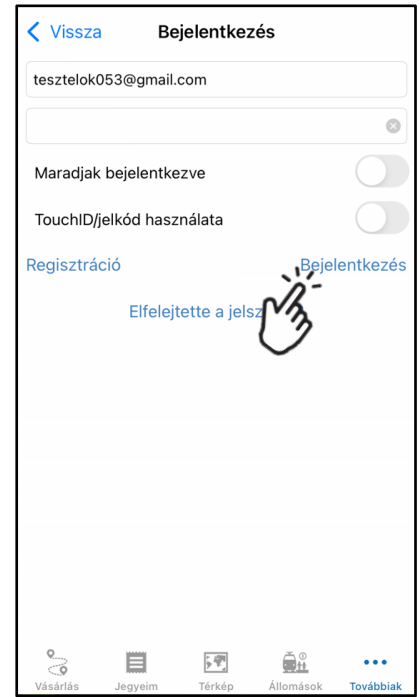 Vissza
Bejelentkezés
tesztelok053@gmail.com
Maradjak bejelentkezve
TouchID/jelkód használata
Regisztráció
Bejelentkezés
Elfelejtette a jelsz
Vásárlás
Jegyeim
Térkép
Állomások
Továbbiak